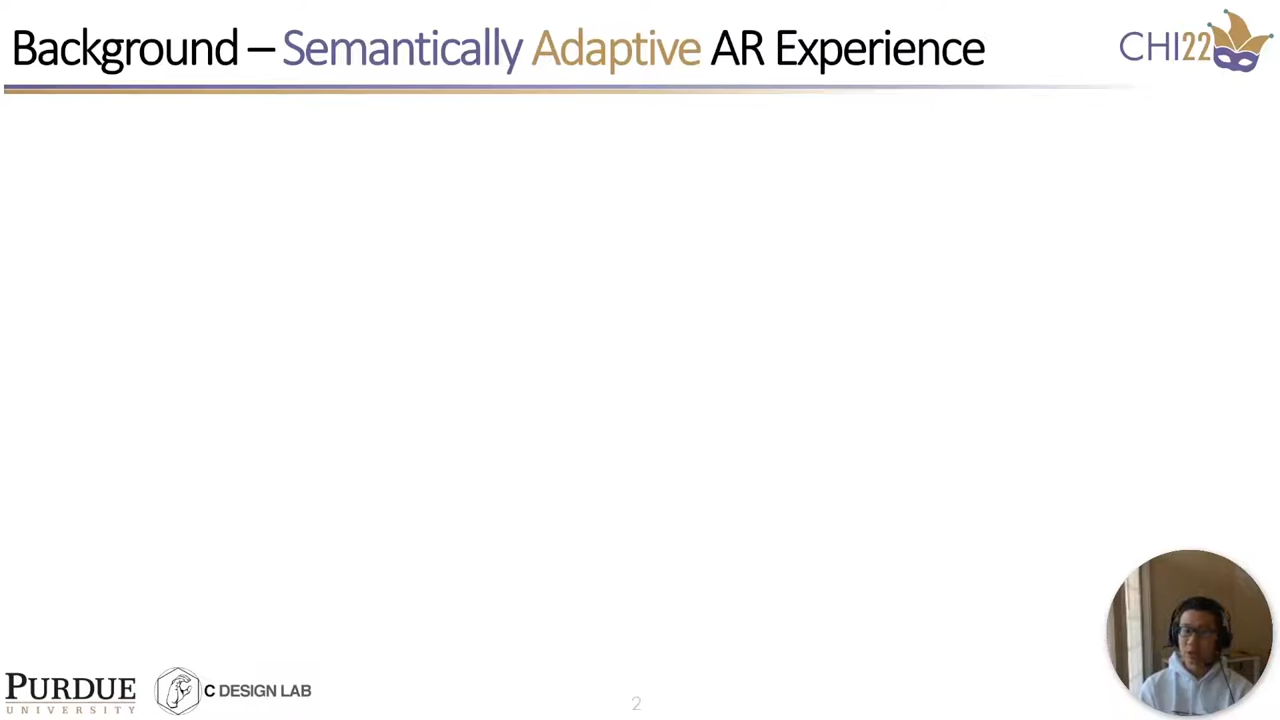 Background – Semantically Adaptive AR Experience
CHI22
PURDUE
UNIVERSITY
C DESIGN LAB
2